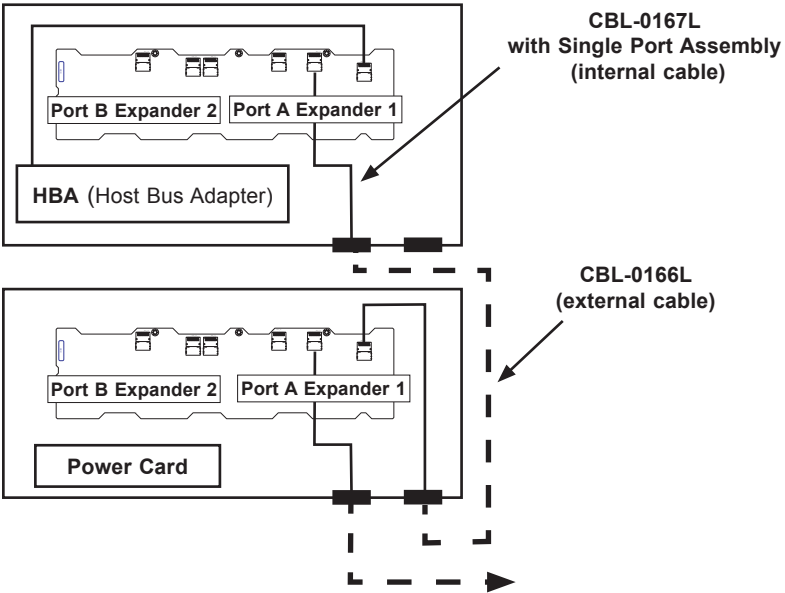 CBL-0167L
with Single Port Assembly
(internal cable)
Port B Expander 2
Port A Expander 1
HBA (Host Bus Adapter)
CBL-0166L
(external cable)
Port B Expander 2
Port A Expander 1
Power Card